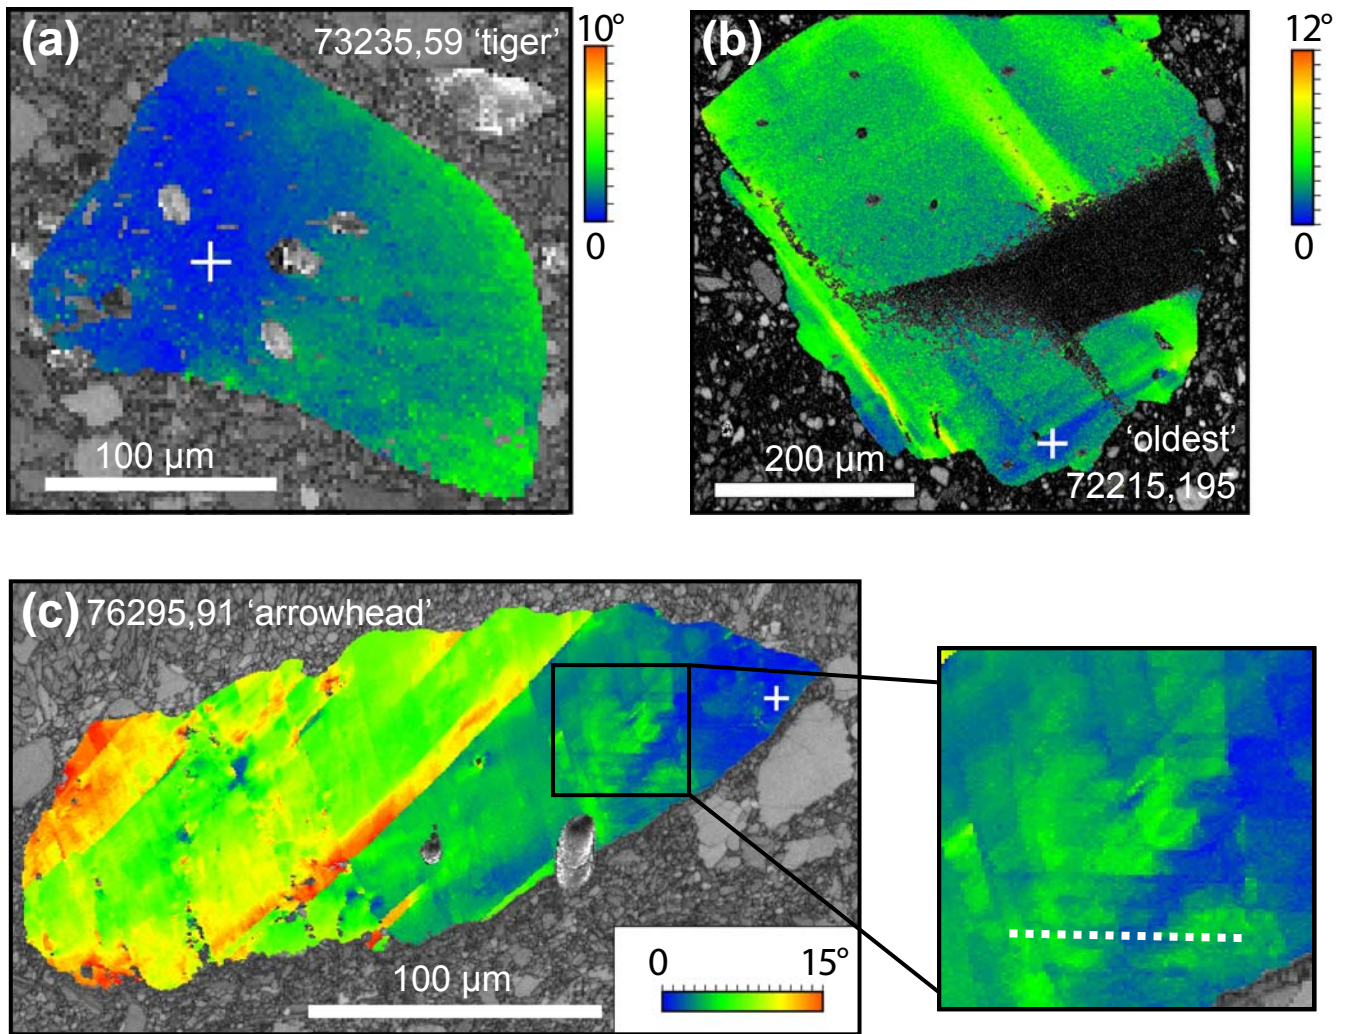 (a) 73235,59 ‘tiger’
10°
0
100 μm
(b)
12°
0
‘oldest’
200 μm
72215,195
(c) 76295,91 ‘arrowhead’
0 15°
100 μm